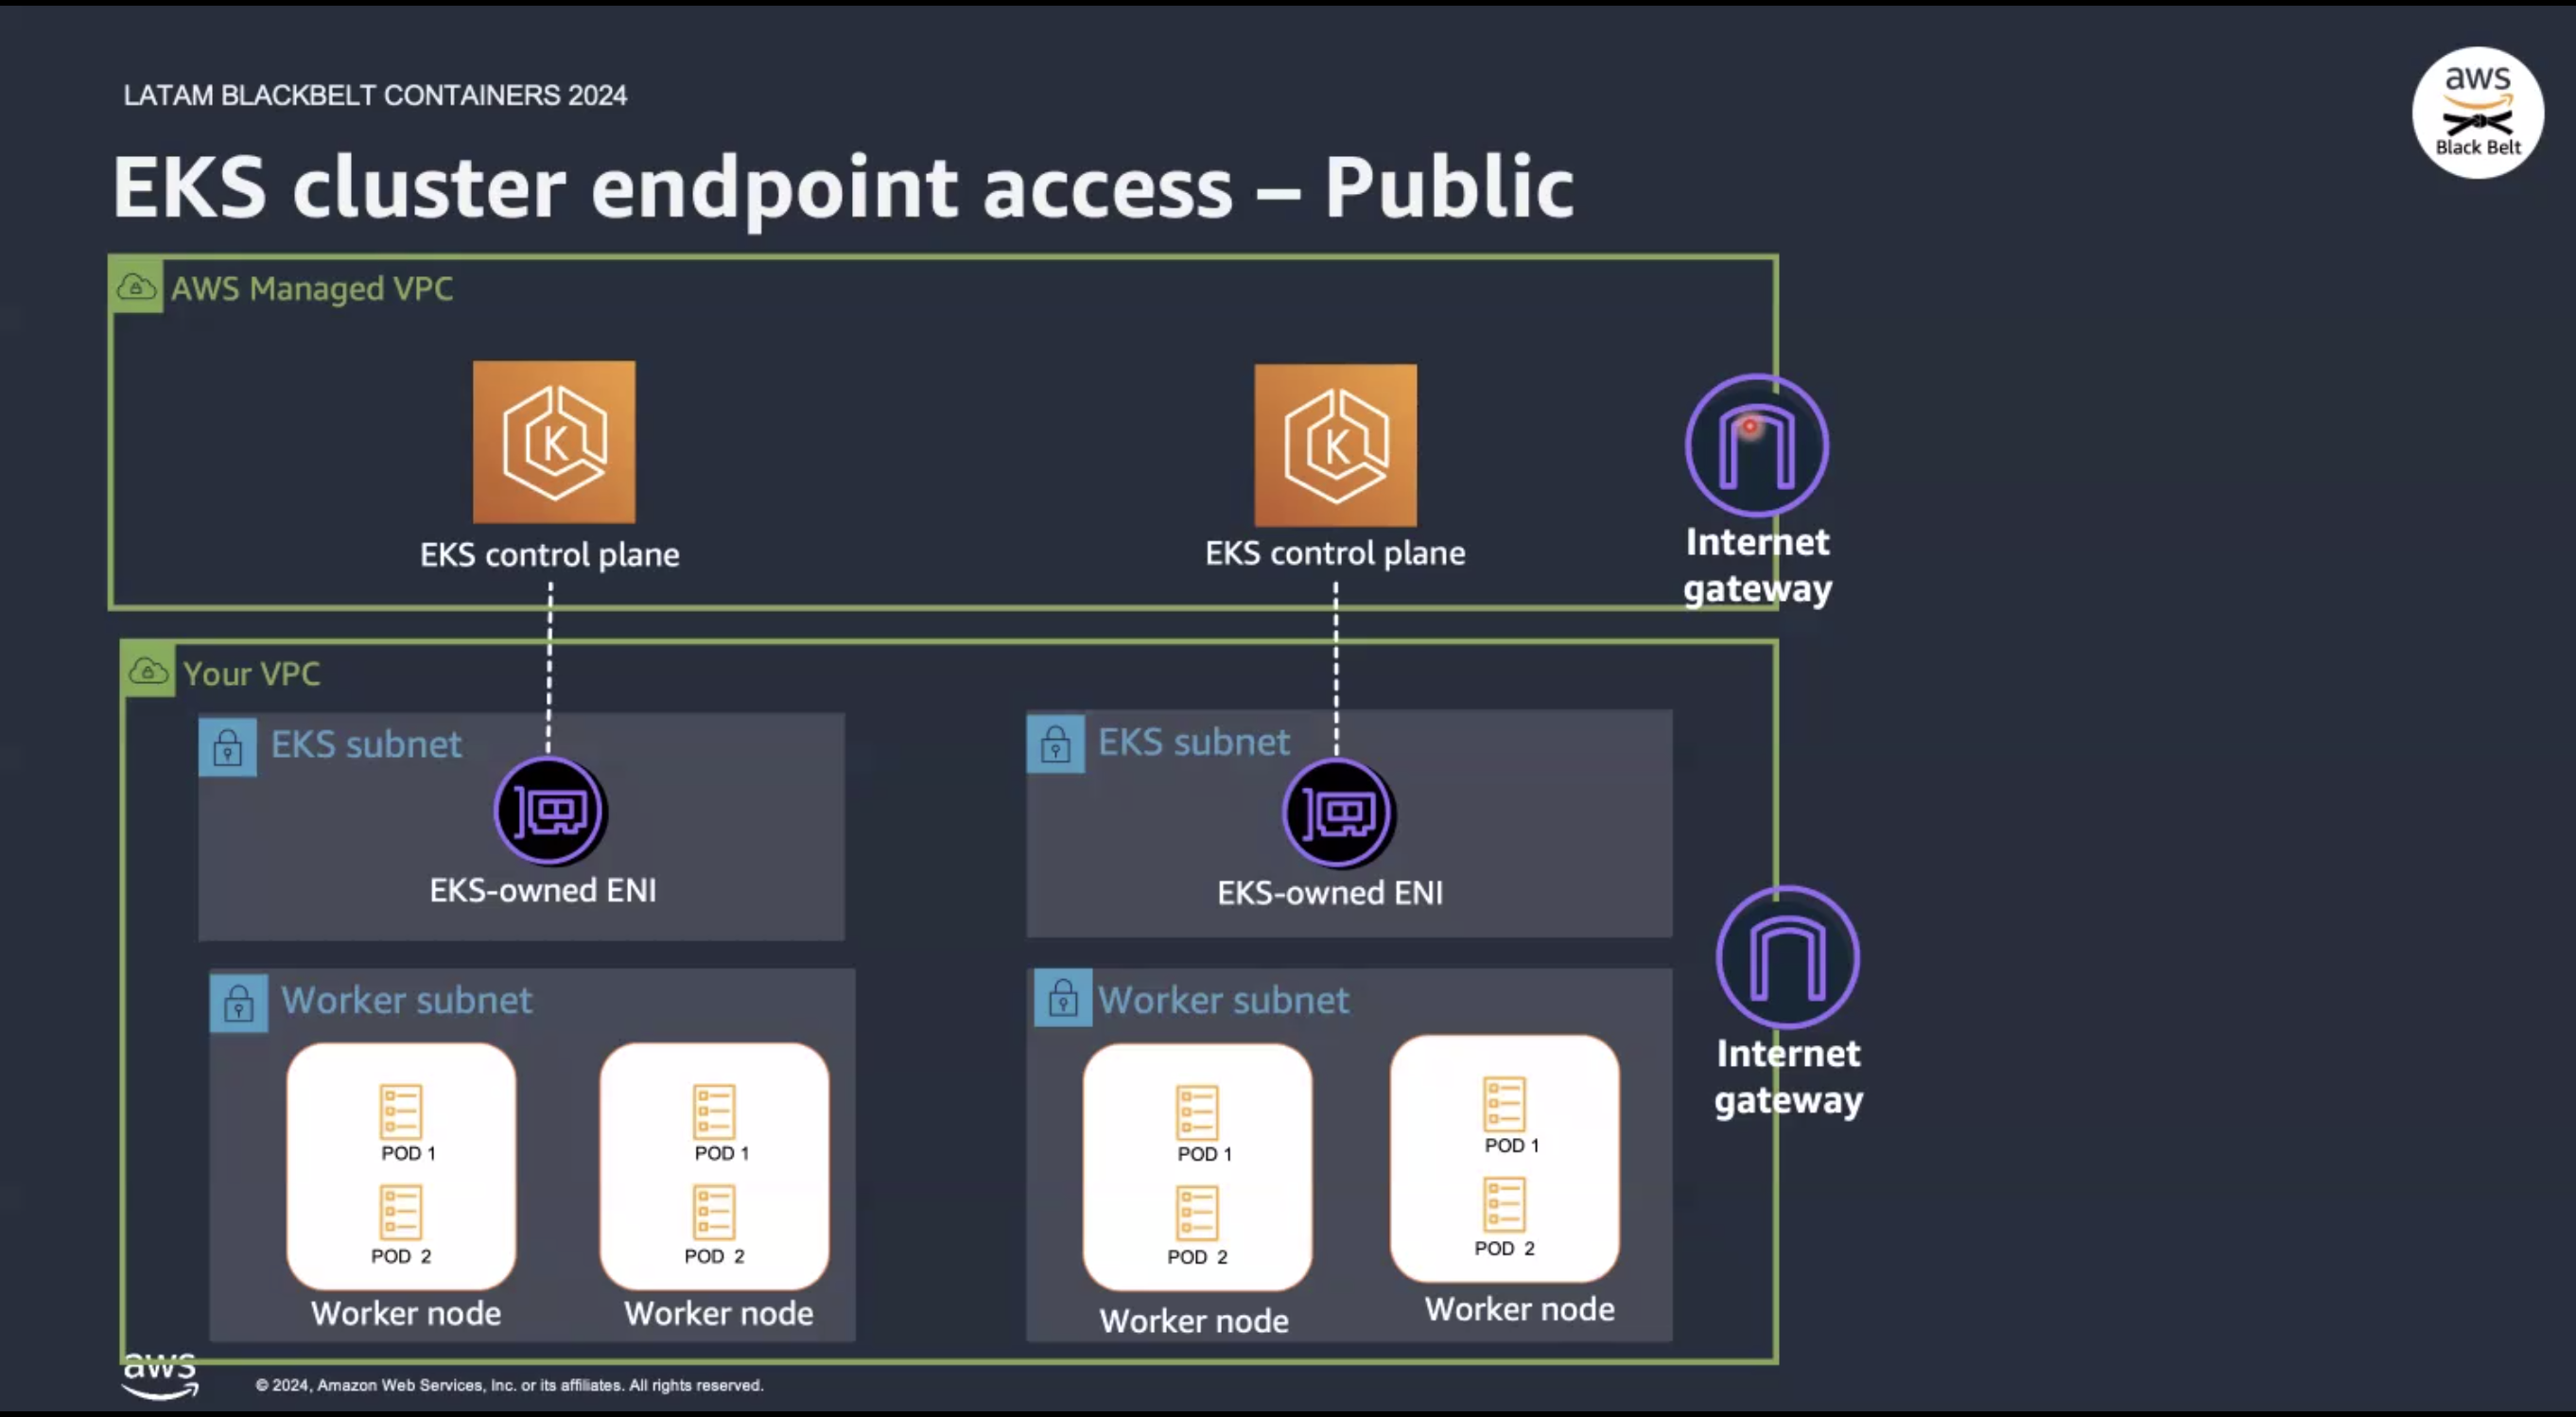 LATAM BLACKBELT CONTAINERS 2024
aws
Black Belt
EKS cluster endpoint access – Public
AWS Managed VPC
K
K
EKS control plane
EKS control plane
Internet
gateway
Your VPC
EKS subnet
EKS subnet
EKS-owned ENI
EKS-owned ENI
Worker subnet
Worker subnet
Internet
gateway
POD 1
POD 1
POD 1
POD 1
POD 2
POD 2
POD 2
POD 2
Worker node
Worker node
Worker node
Worker node
aws
© 2024, Amazon Web Services, Inc. or its affiliates. All rights reserved.